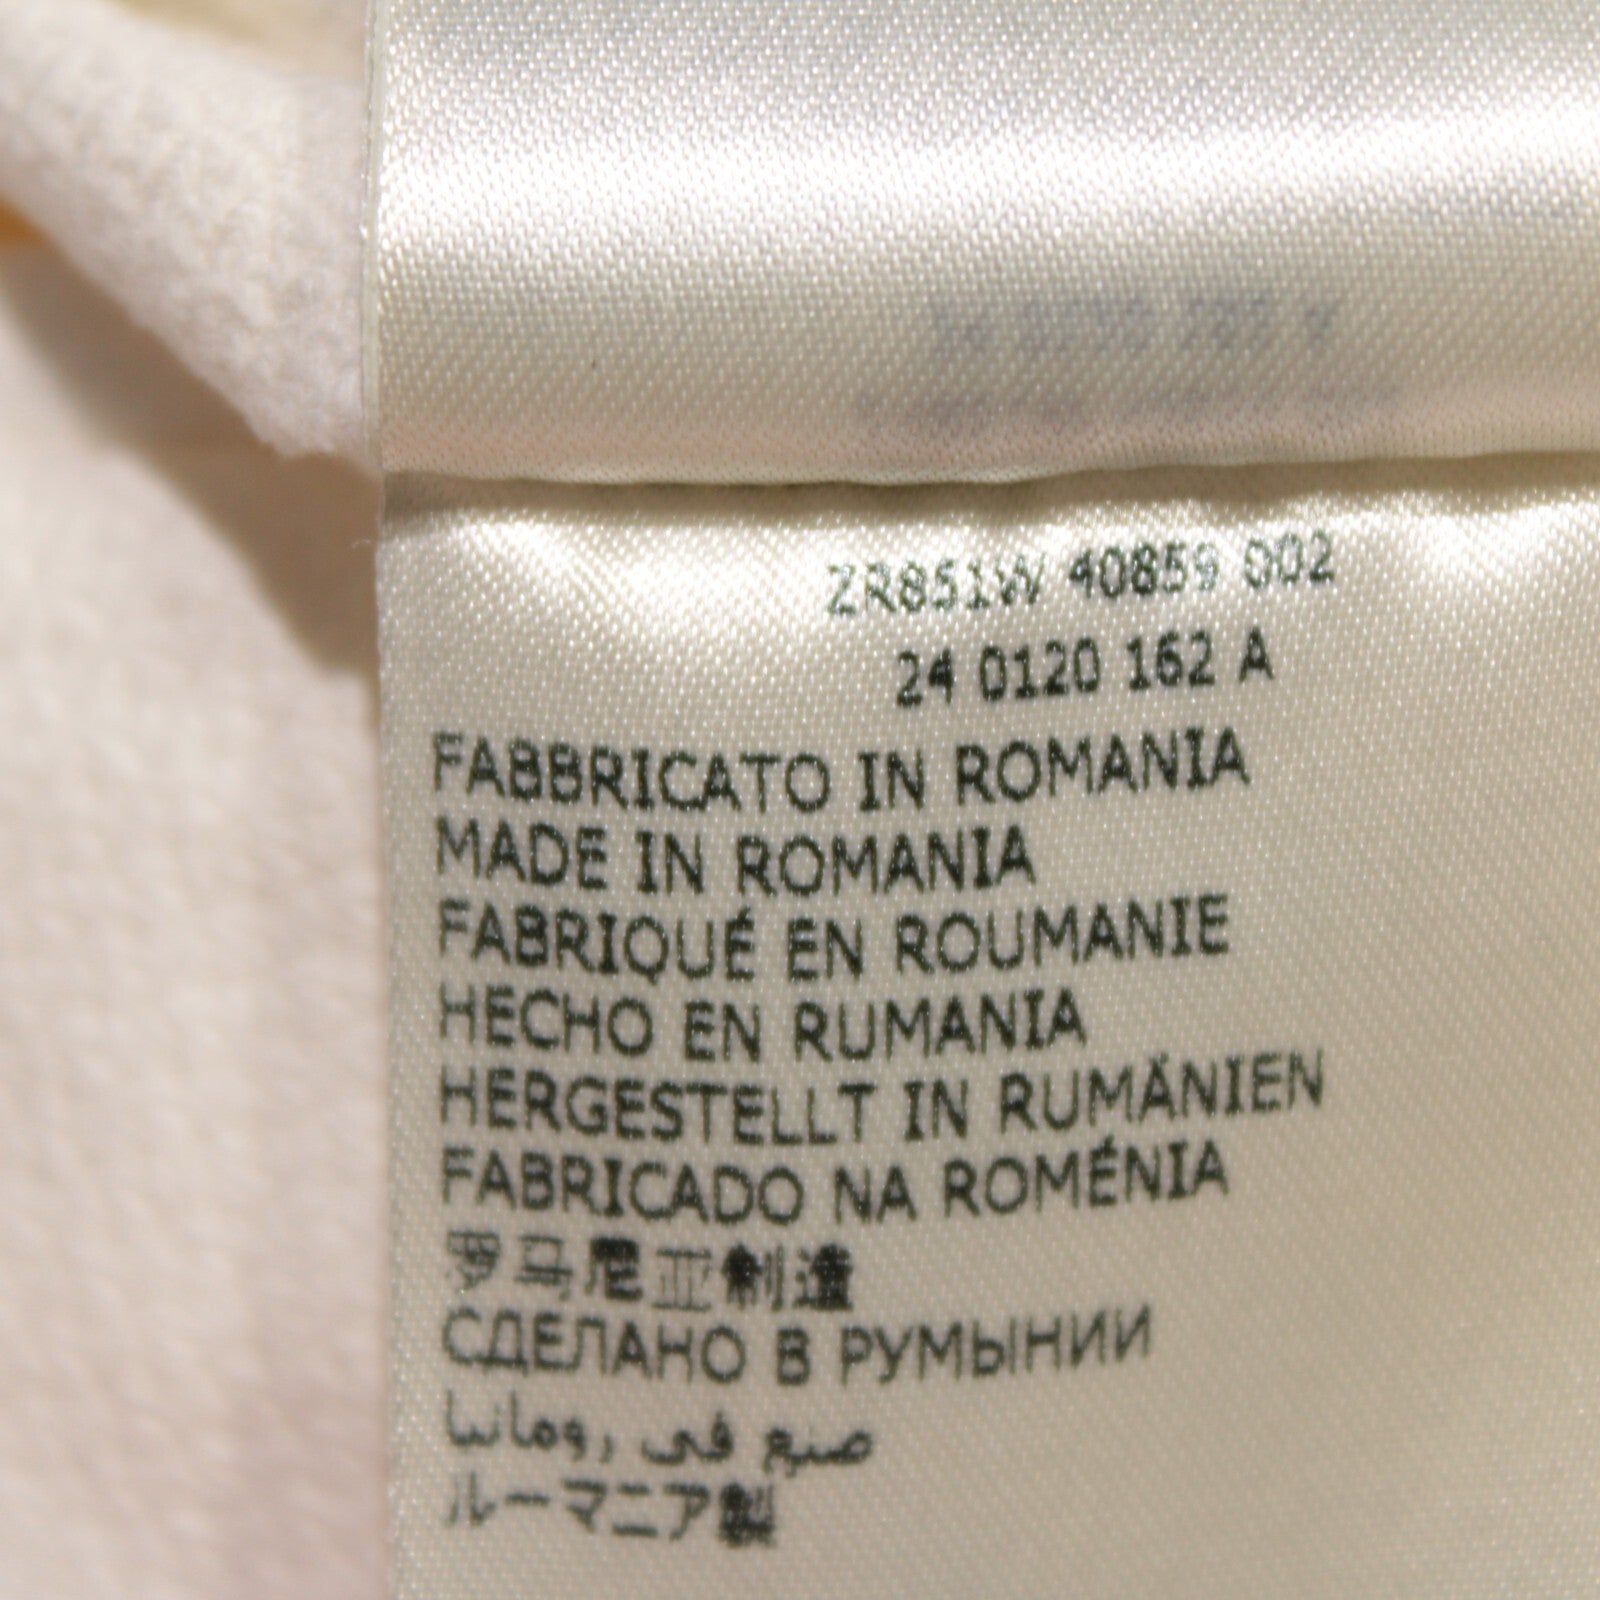 ZR851W 40859 002
24 0120 162 A
FABBRICATO IN ROMANIA
MADE IN ROMANIA
FABRIQUÉ EN ROUMANIE
HECHO EN RUMANIA
HERGESTELLT IN RUMÄNIEN
FABRICADO NA ROMÉNIA
罗马尼亚制造
СДЕЛАНО В РУМЫНИИ
صنع في رومانيا
ルーマニア製